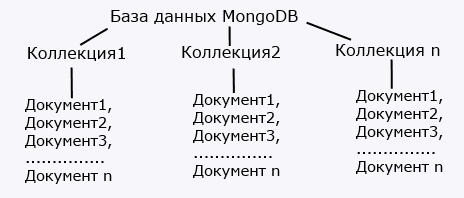 База данных MongoDB
Коллекция1
Коллекция2
Коллекция n
Документ1,
Документ2,
Документ3,
...............
Документ n
Документ1,
Документ2,
Документ3,
...............
Документ n
Документ1,
Документ2,
Документ3,
...............
Документ n